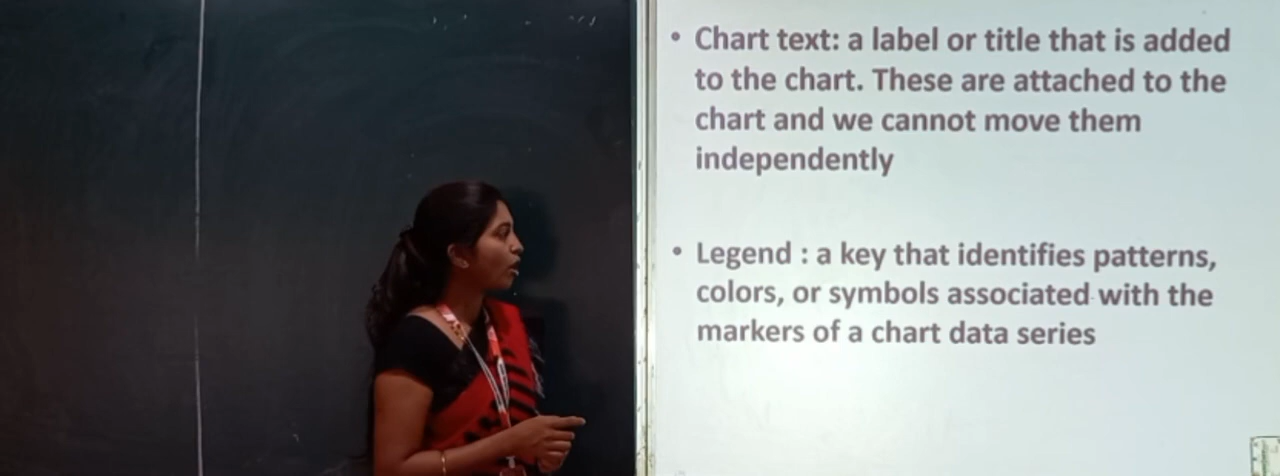 • Chart text: a label or title that is added
to the chart. These are attached to the
chart and we cannot move them
independently
• Legend : a key that identifies patterns,
colors, or symbols associated with the
markers of a chart data series